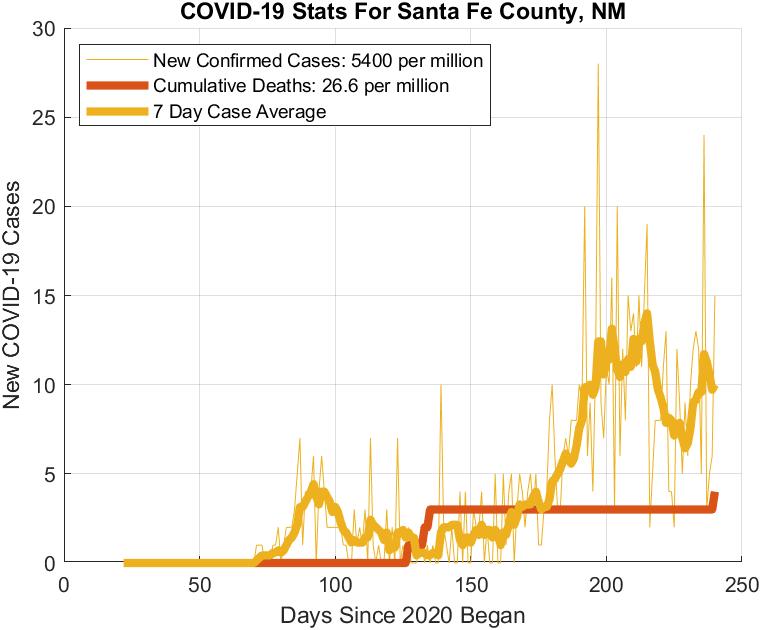 COVID-19 Stats For Santa Fe County, NM
30
New Confirmed Cases: 5400 per million
Cumulative Deaths: 26.6 per million
7 Day Case Average
25
20
15
10
5
0
New COVID-19 Cases
0 50 100 150 200 250
Days Since 2020 Began